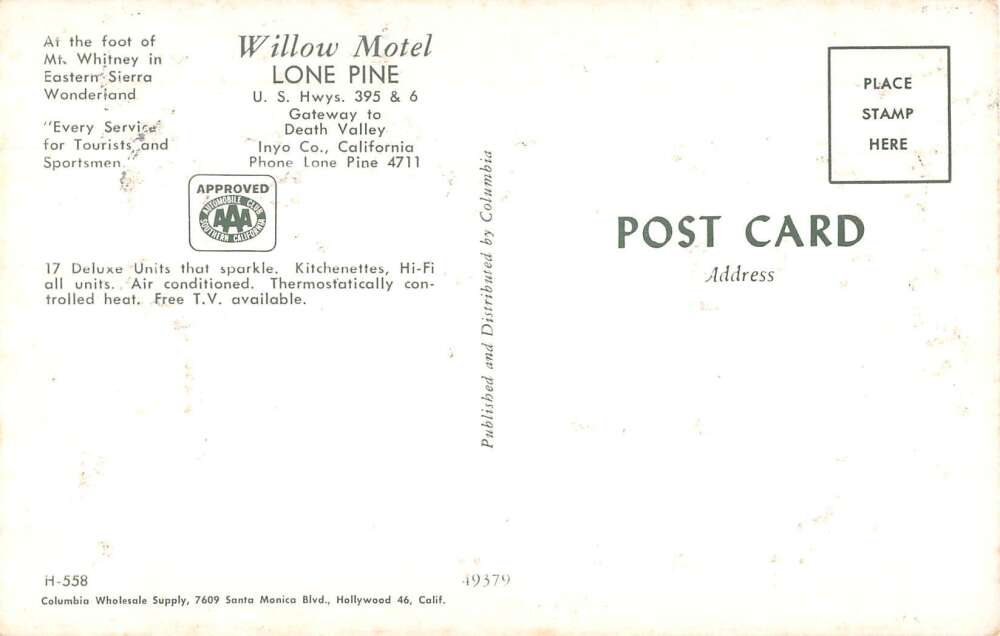 At the foot of
Mt. Whitney in
Eastern Sierra
Wonderland
"Every Service
for Tourists and
Sportsmen."
Willow Motel
LONE PINE
U. S. Hwys. 395 & 6
Gateway to
Death Valley
Inyo Co., California
Phone Lone Pine 4711
APPROVED
AUTOMOBILE CLUB
AAA
SOUTHERN CALIFORNIA
17 Deluxe Units that sparkle. Kitchenettes, Hi-Fi
all units. Air conditioned. Thermostatically con-
trolled heat. Free T.V. available.
H-558
Columbia Wholesale Supply, 7609 Santa Monica Blvd., Hollywood 46, Calif.
Published and Distributed by Columbia
49379
PLACE
STAMP
HERE
POST CARD
Address